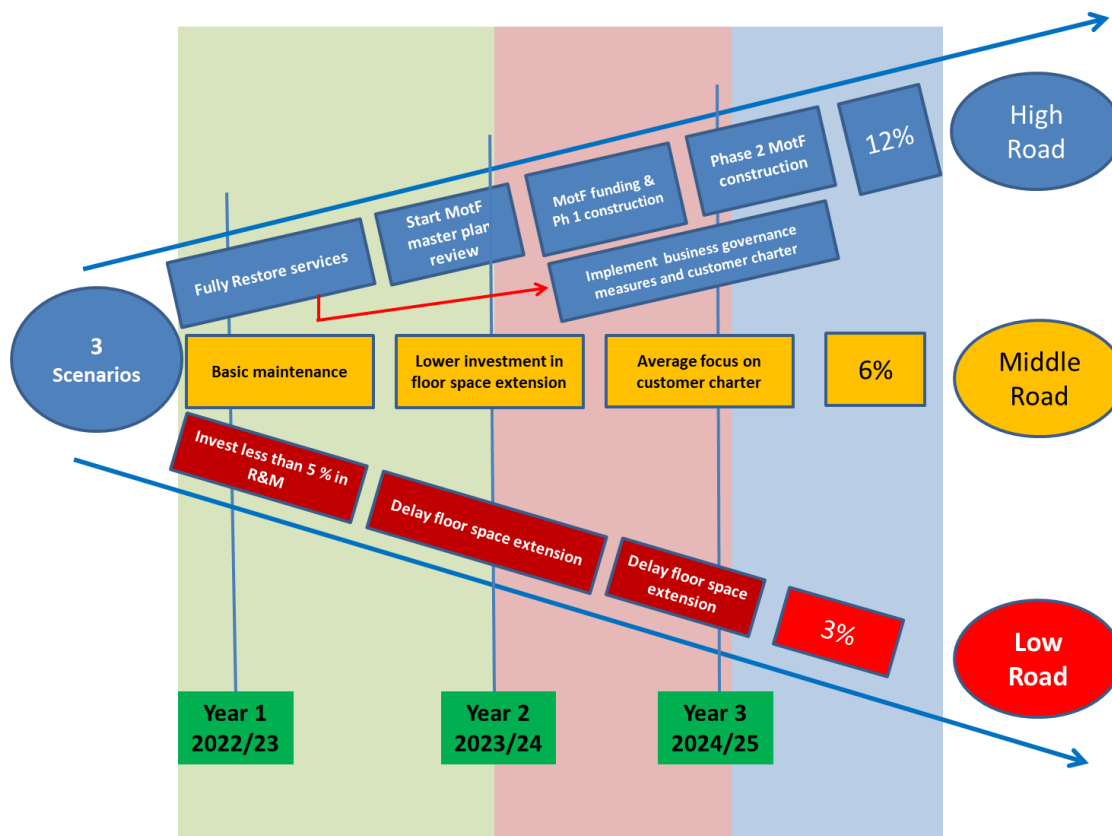 High
Road
12%
Phase 2 MotF
construction
MotF funding &
Ph 1 construction
Start MotF
master plan
review
Fully Restore services
Implement business governance
measures and customer charter
3
Scenarios
Basic maintenance
Lower investment in
floor space extension
Average focus on
customer charter
6%
Middle
Road
Invest less than 5 % in
R&M
Delay floor space extension
Delay floor space
extension
3%
Low
Road
Year 1
2022/23
Year 2
2023/24
Year 3
2024/25